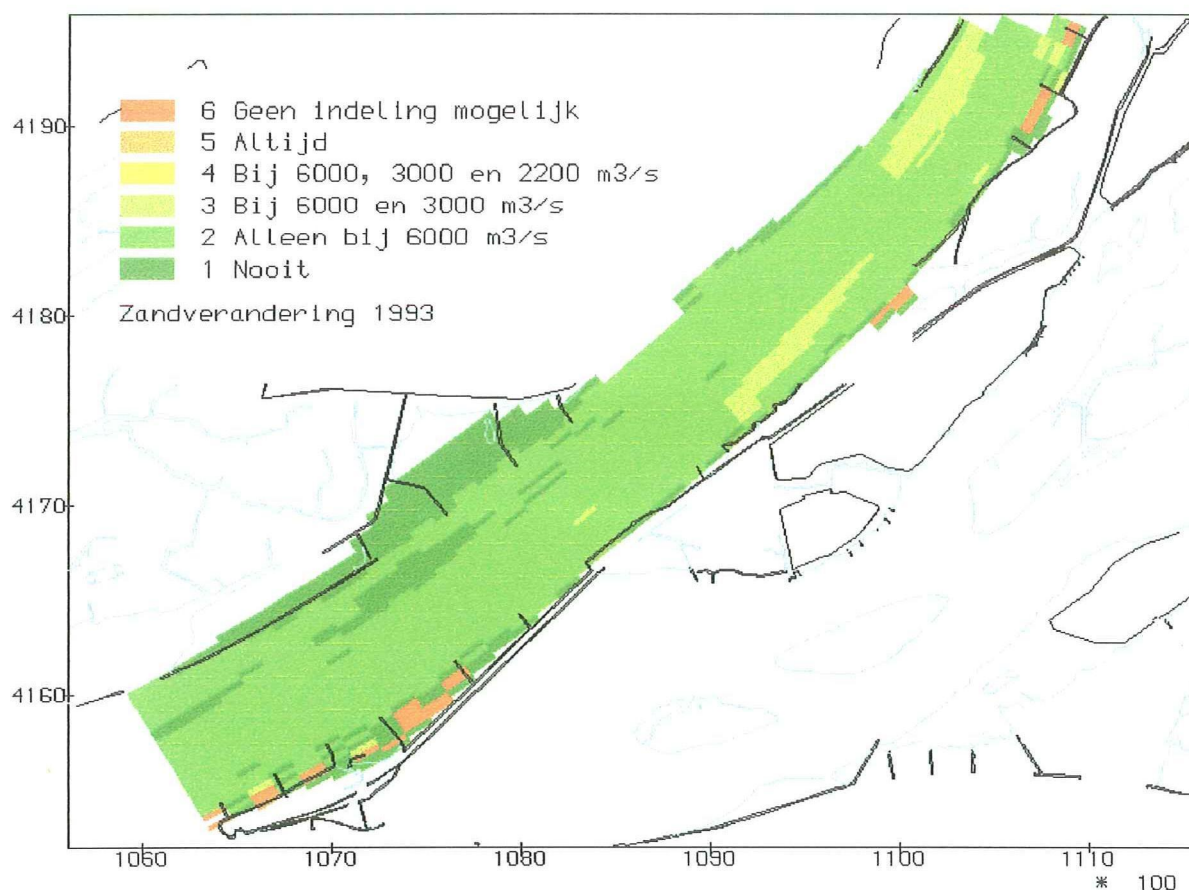 6 Geen indeling mogelijk
5 Altijd
4 Bij 6000, 3000 en 2200 m3/s
3 Bij 6000 en 3000 m3/s
2 Alleen bij 6000 m3/s
1 Nooit
Zandverandering 1993
4190
4180
4170
4160
1060 1070 1080 1090 1100 1110
* 100